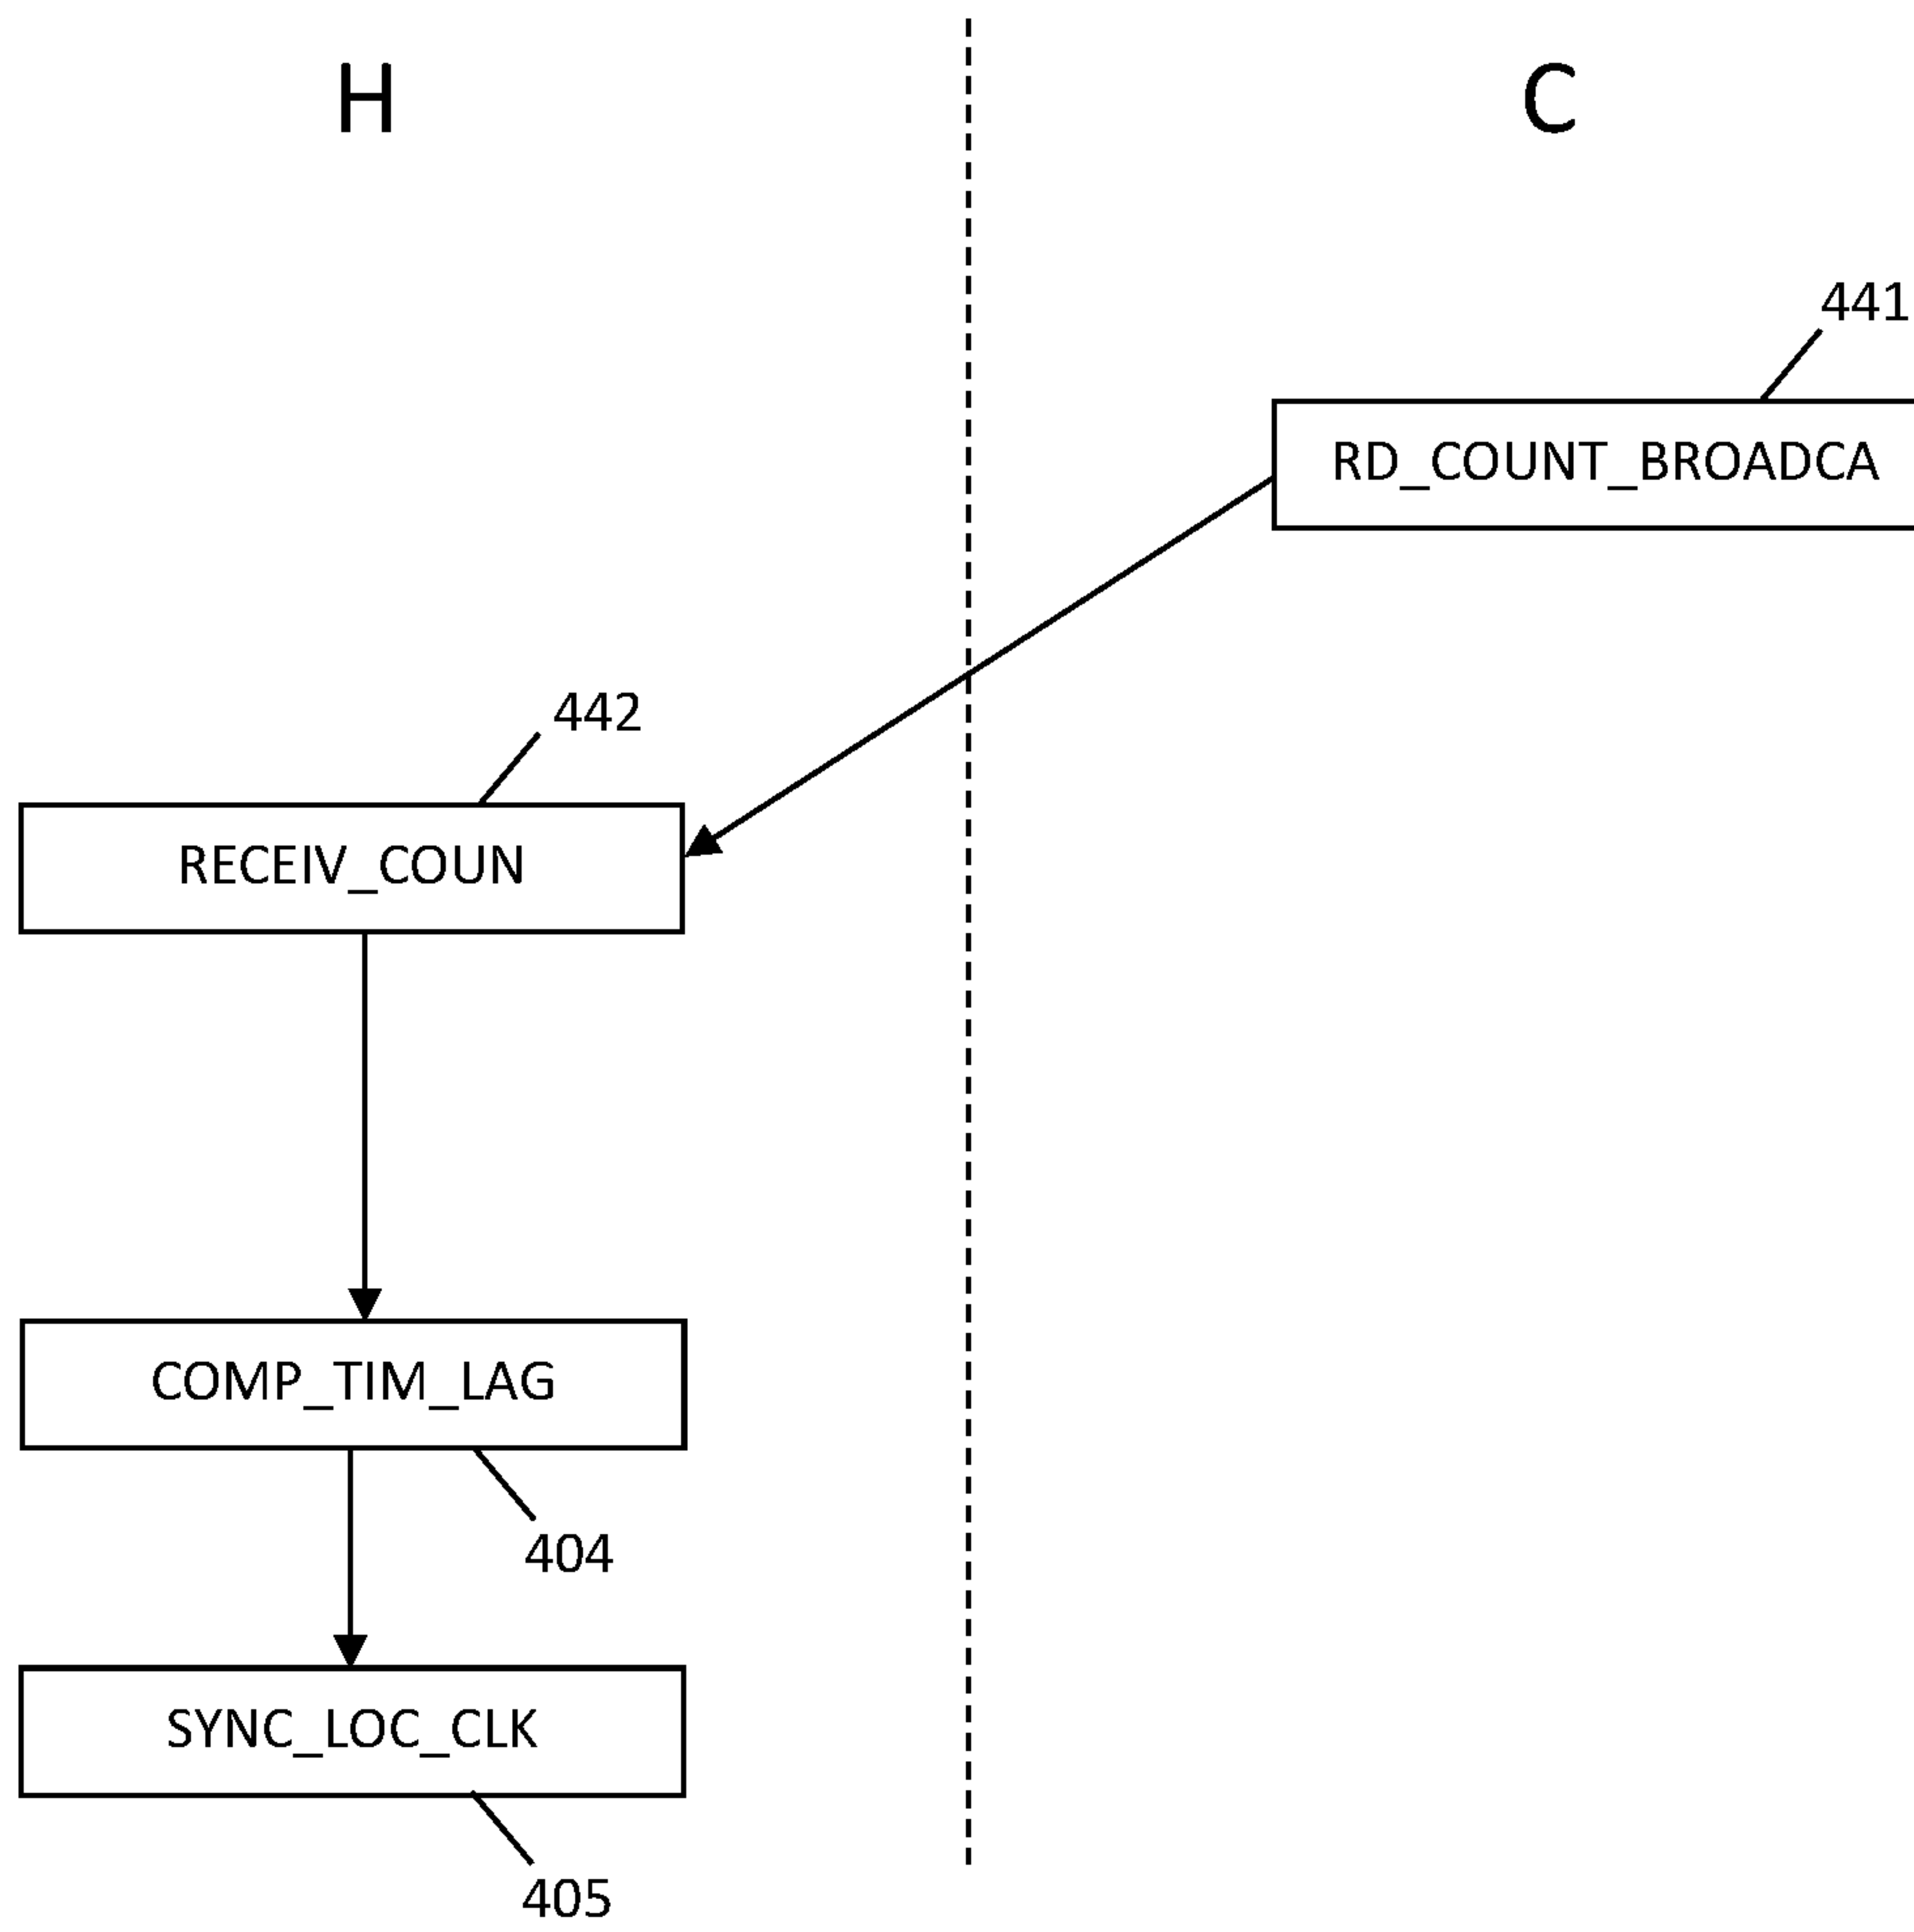 H
C
441
RD_COUNT_BROADCA
442
RECEIV_COUN
COMP_TIM_LAG
404
SYNC_LOC_CLK
405